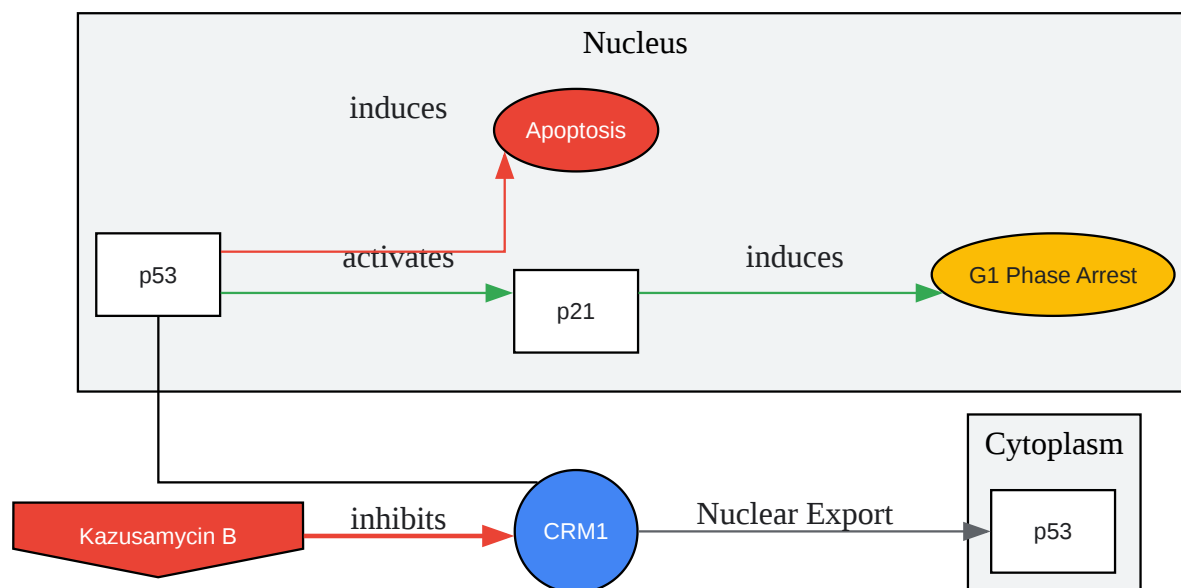 Nucleus
induces
Apoptosis
p53
activates
induces
G1 Phase Arrest
p21
Cytoplasm
Kazusamycin B
inhibits
CRM1
Nuclear Export
p53